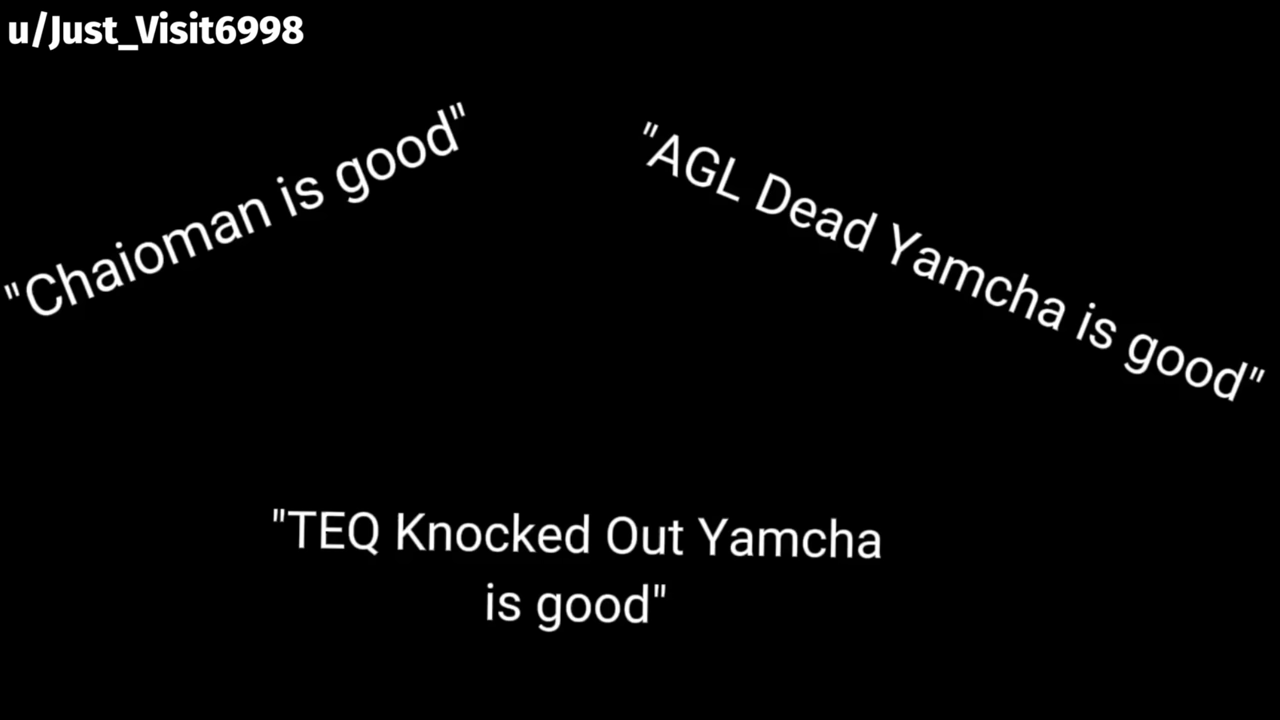 u/Just_Visit6998
"Chaioman is good"
"AGL Dead Yamcha is good"
"TEQ Knocked Out Yamcha
is good"